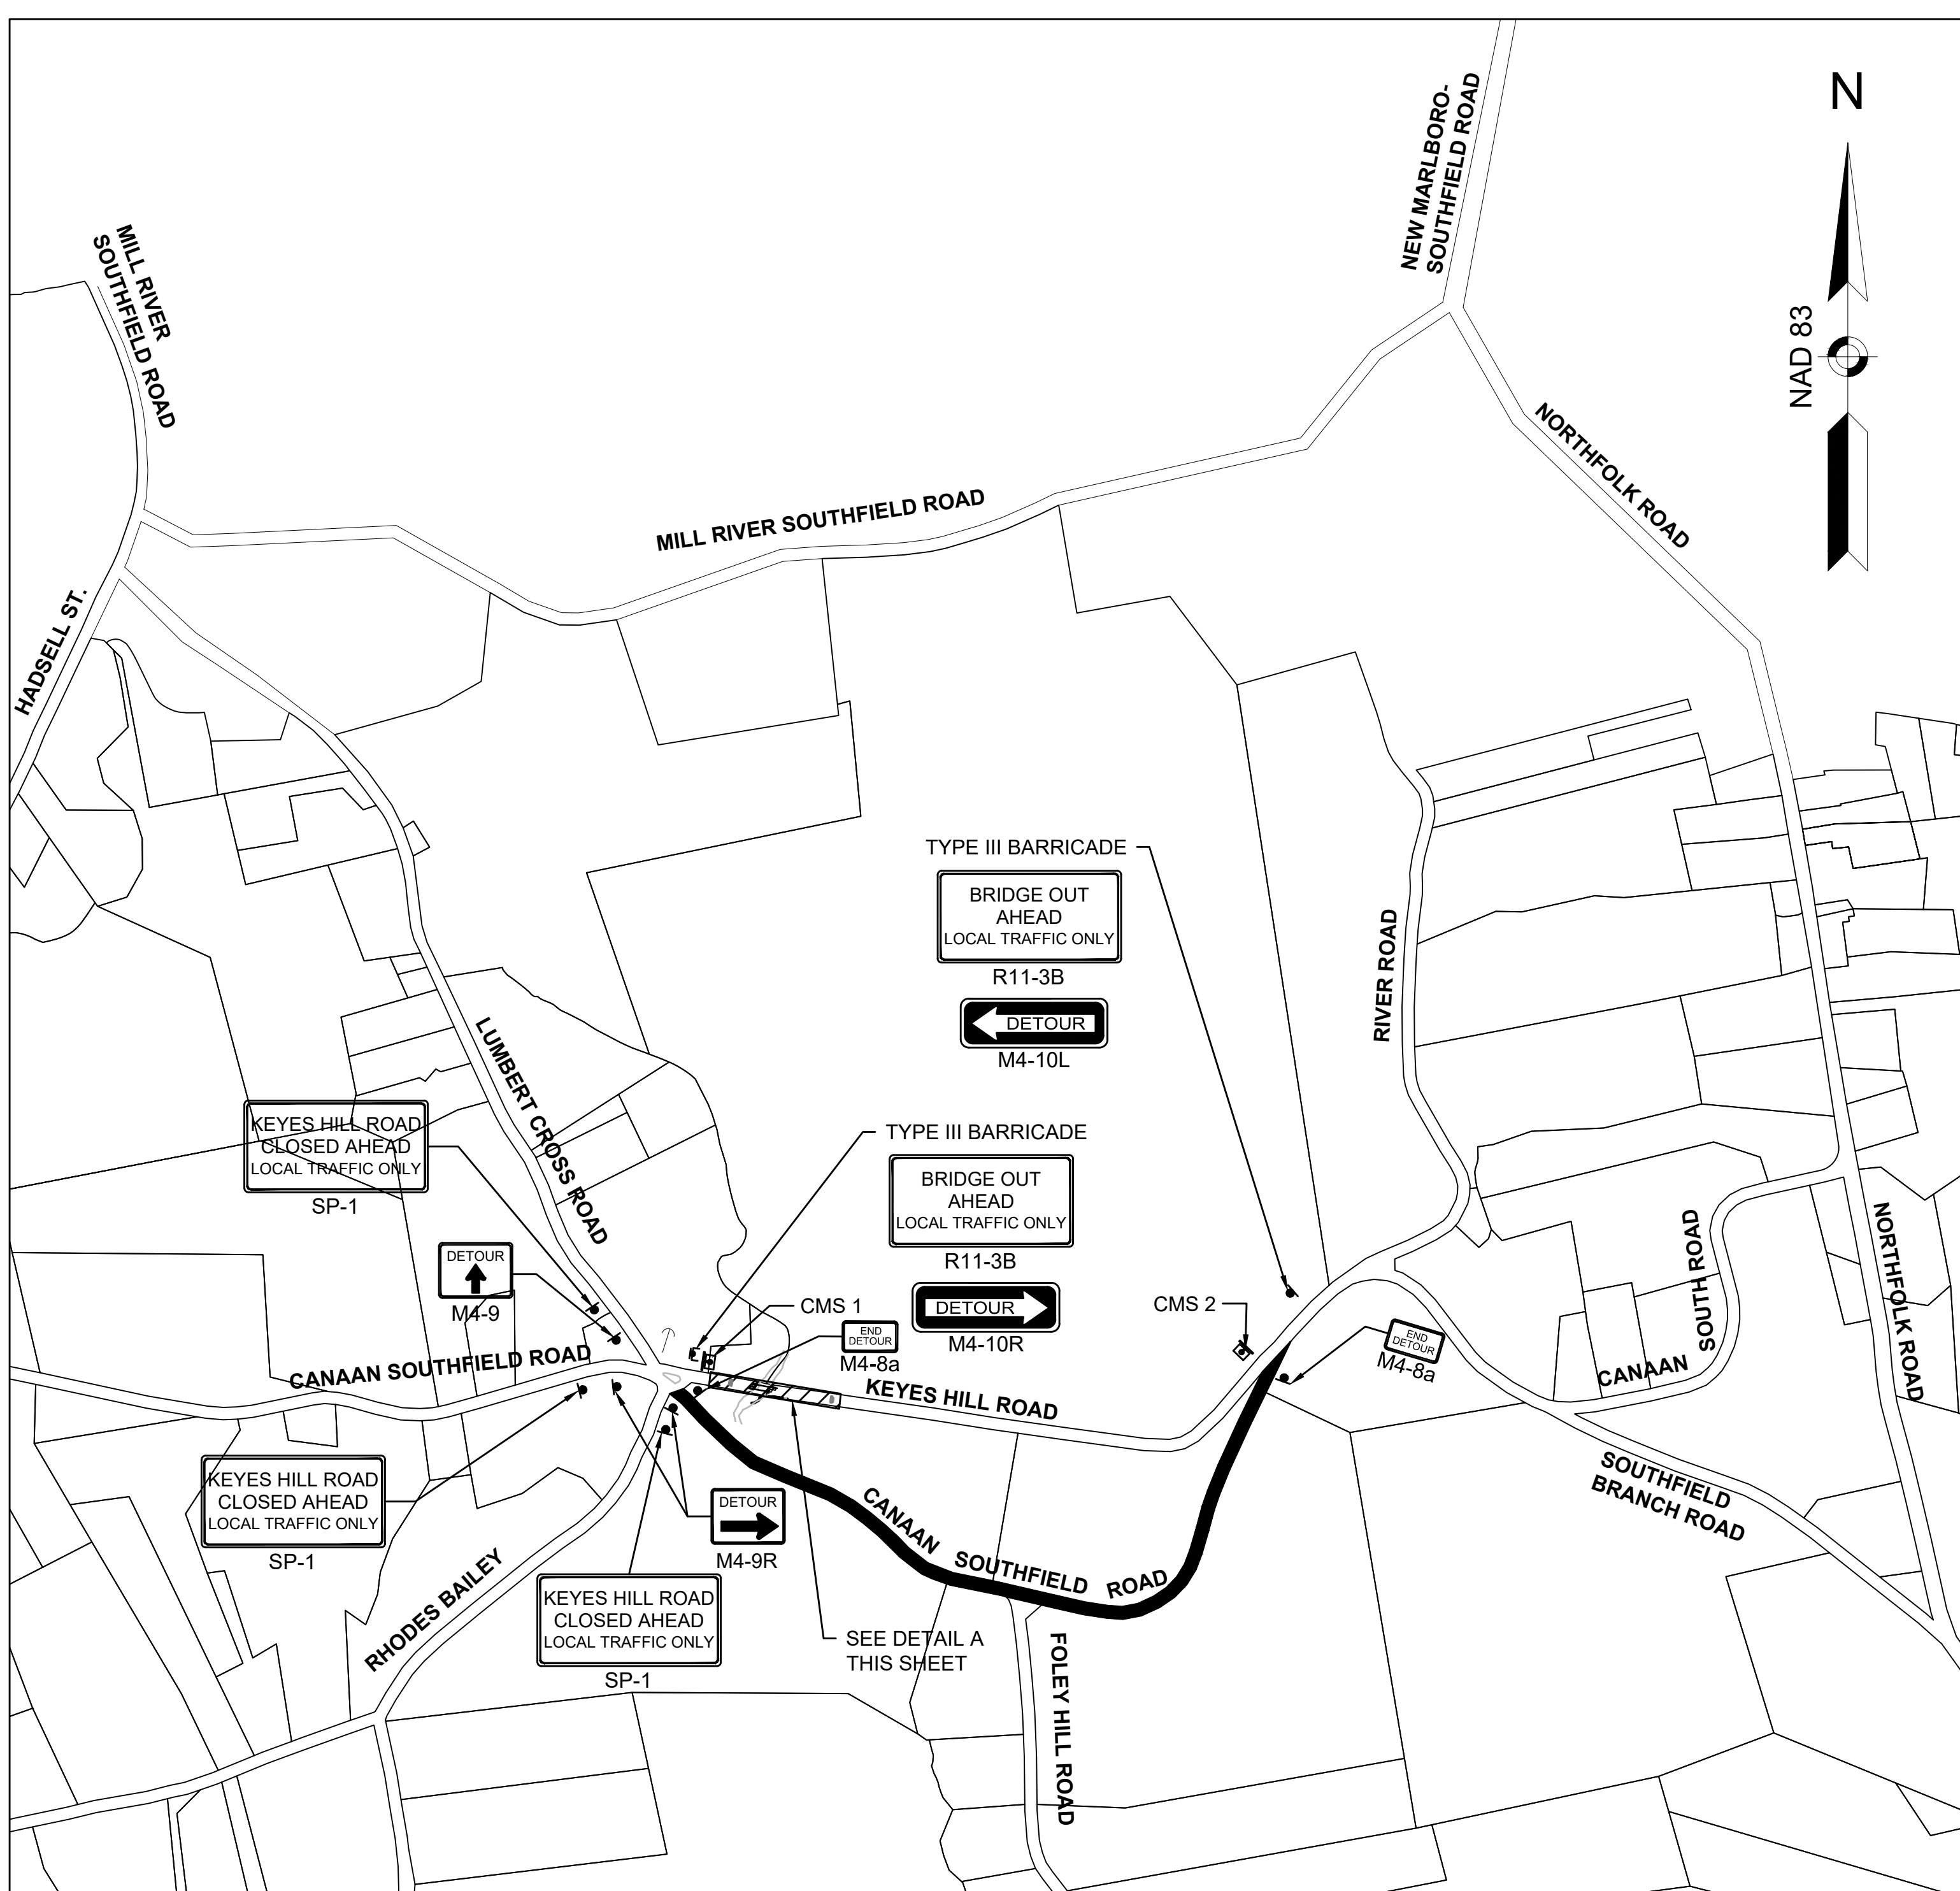 N
NAD 83
NEW MARLBORO-
SOUTHFIELD ROAD
MILL RIVER
SOUTHFIELD ROAD
NORTHFOLK ROAD
MILL RIVER SOUTHFIELD ROAD
HADSELL ST.
TYPE III BARRICADE
BRIDGE OUT
AHEAD
LOCAL TRAFFIC ONLY
R11-3B
DETOUR
M4-10L
RIVER ROAD
LUMBERT CROSS ROAD
KEYES HILL ROAD
CLOSED AHEAD
LOCAL TRAFFIC ONLY
SP-1
TYPE III BARRICADE
BRIDGE OUT
AHEAD
LOCAL TRAFFIC ONLY
R11-3B
DETOUR
M4-10R
DETOUR
M4-9
CMS 1
END
DETOUR
M4-8a
CMS 2
END
DETOUR
M4-8a
CANAAN SOUTHFIELD ROAD
KEYES HILL ROAD
CANAAN
SOUTH ROAD
NORTHFOLK ROAD
KEYES HILL ROAD
CLOSED AHEAD
LOCAL TRAFFIC ONLY
SP-1
DETOUR
M4-9R
CANAAN SOUTHFIELD ROAD
SOUTHFIELD
BRANCH ROAD
RHODES BAILEY
KEYES HILL ROAD
CLOSED AHEAD
LOCAL TRAFFIC ONLY
SP-1
SEE DETAIL A
THIS SHEET
FOLEY HILL ROAD